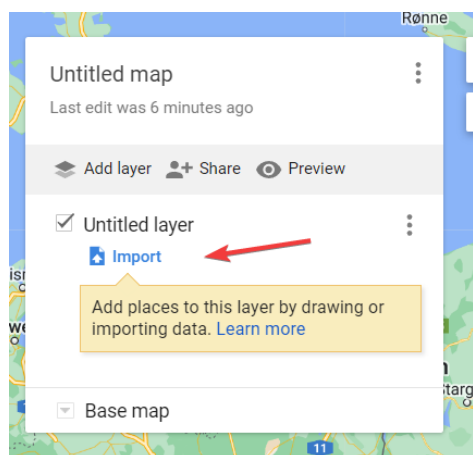 Rønne
Untitled map
Last edit was 6 minutes ago
Add layer Share Preview
Untitled layer
Import
Add places to this layer by drawing or
importing data. Learn more
Base map
11